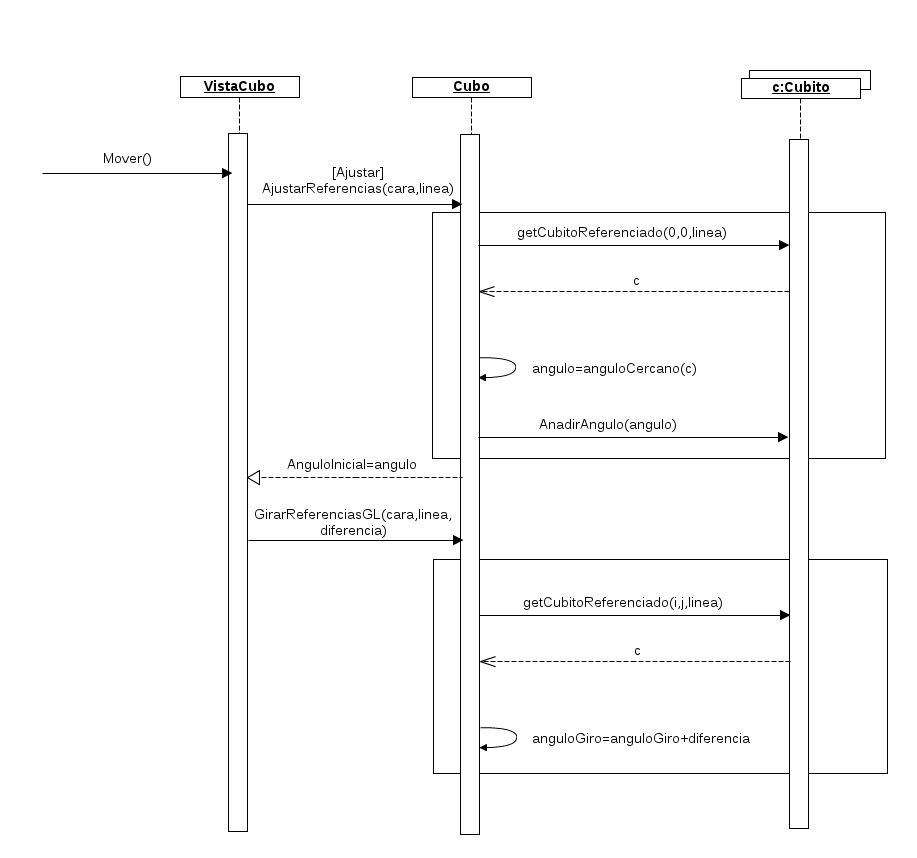 VistaCubo
Cubo
c:Cubito
Mover()
[Ajustar]
AjustarReferencias(cara,linea)
getCubitoReferenciado(0,0,linea)
c
angulo=anguloCercano(c)
AnadirAngulo(angulo)
AnguloInicial=angulo
GirarReferenciasGL(cara,linea,
diferencia)
getCubitoReferenciado(i,j,linea)
c
anguloGiro=anguloGiro+diferencia